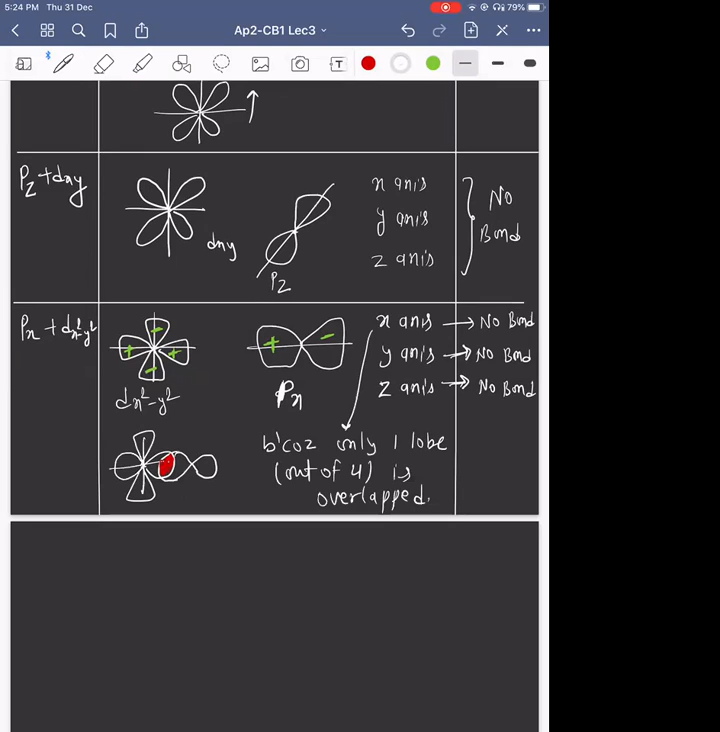 5:24 PM Thu 31 Dec
79%
Ap2-CB1 Lec3
T
Pz + dxy
dxy
Pz
x axis
y axis
z axis
No
Bond
Px + dx²-y²
+ - + -
dx²-y²
+ -
Px
x axis → No Bond
y axis → No Bond
z axis → No Bond
b'coz only 1 lobe
(out of 4) is
overlapped.